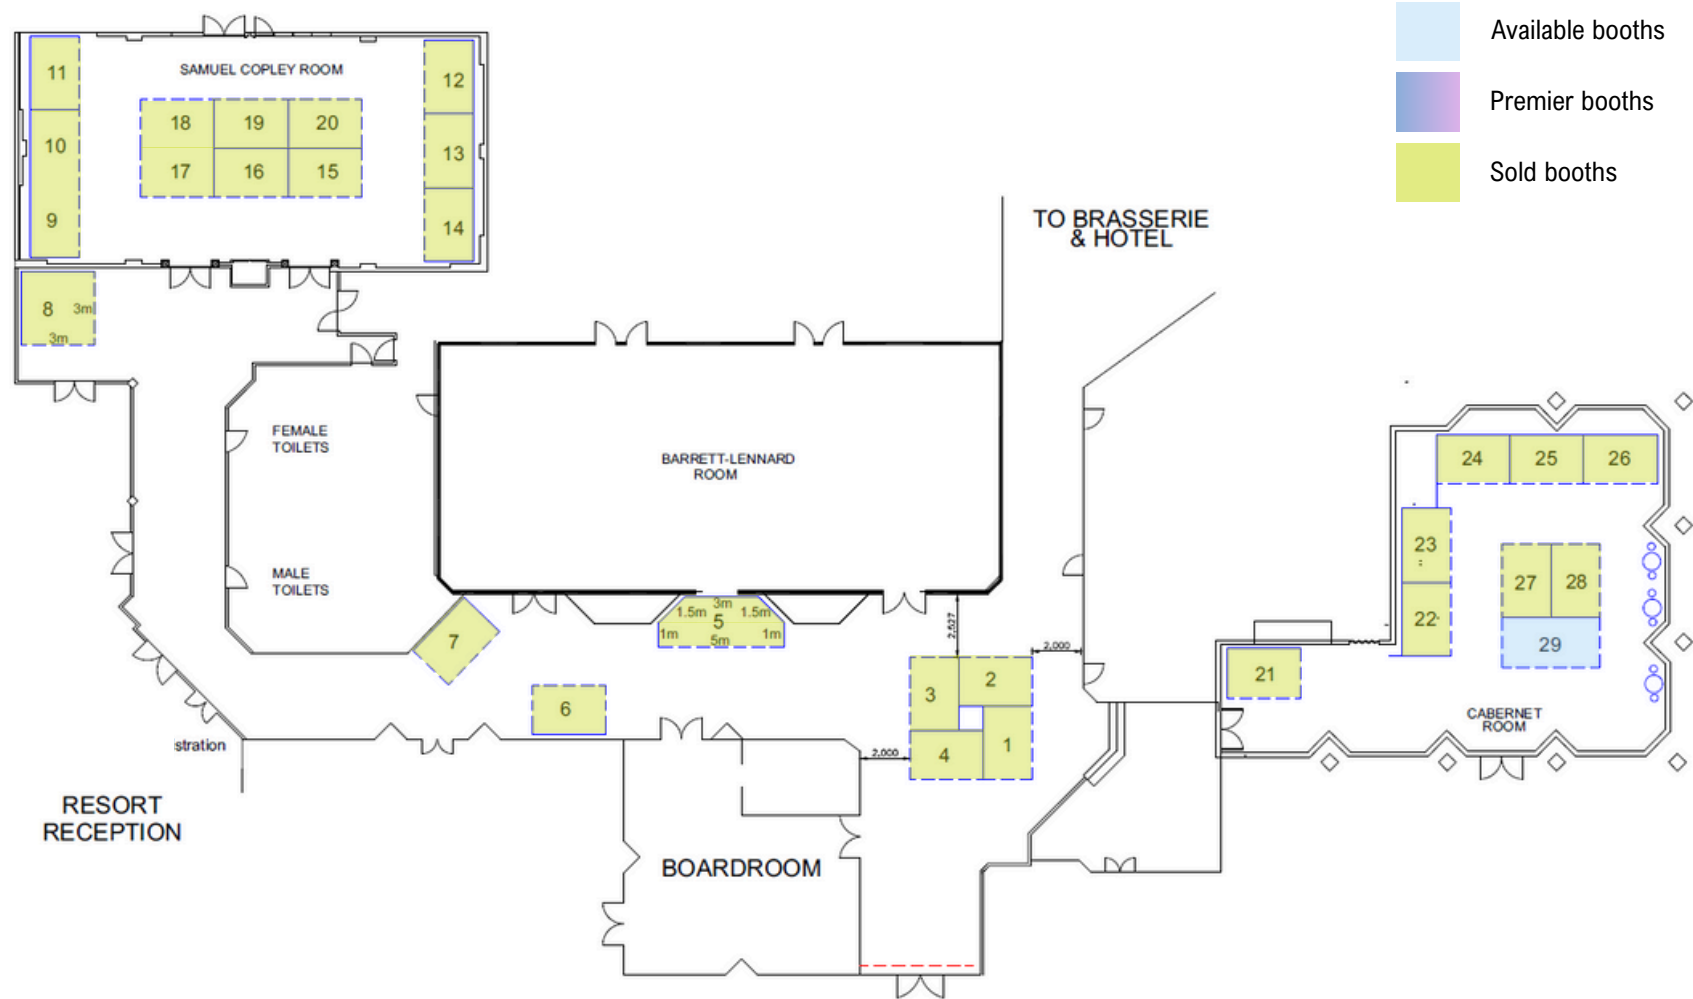 Available booths
Premier booths
Sold booths
SAMUEL COPLEY ROOM
11
12
18
19
20
10
13
17
16
15
9
14
8
3m
3m
TO BRASSERIE
& HOTEL
FEMALE
TOILETS
BARRETT-LENNARD
ROOM
MALE
TOILETS
24
25
26
23
27
28
22
29
21
CABERNET
ROOM
7
3m
1.5m
5
1.5m
1m
5m
1m
2,527
2,000
6
3
2
4
1
2,000
stration
RESORT
RECEPTION
BOARDROOM